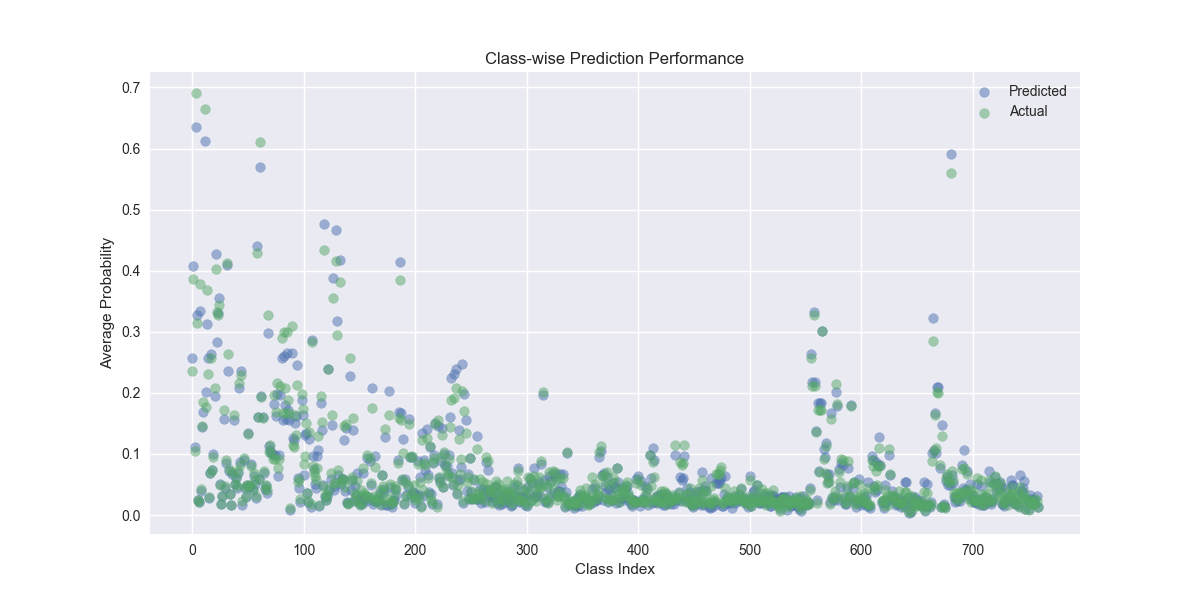 Class-wise Prediction Performance
Predicted
Actual
0.7
0.6
0.5
0.4
0.3
0.2
0.1
0.0
Average Probability
0 100 200 300 400 500 600 700
Class Index